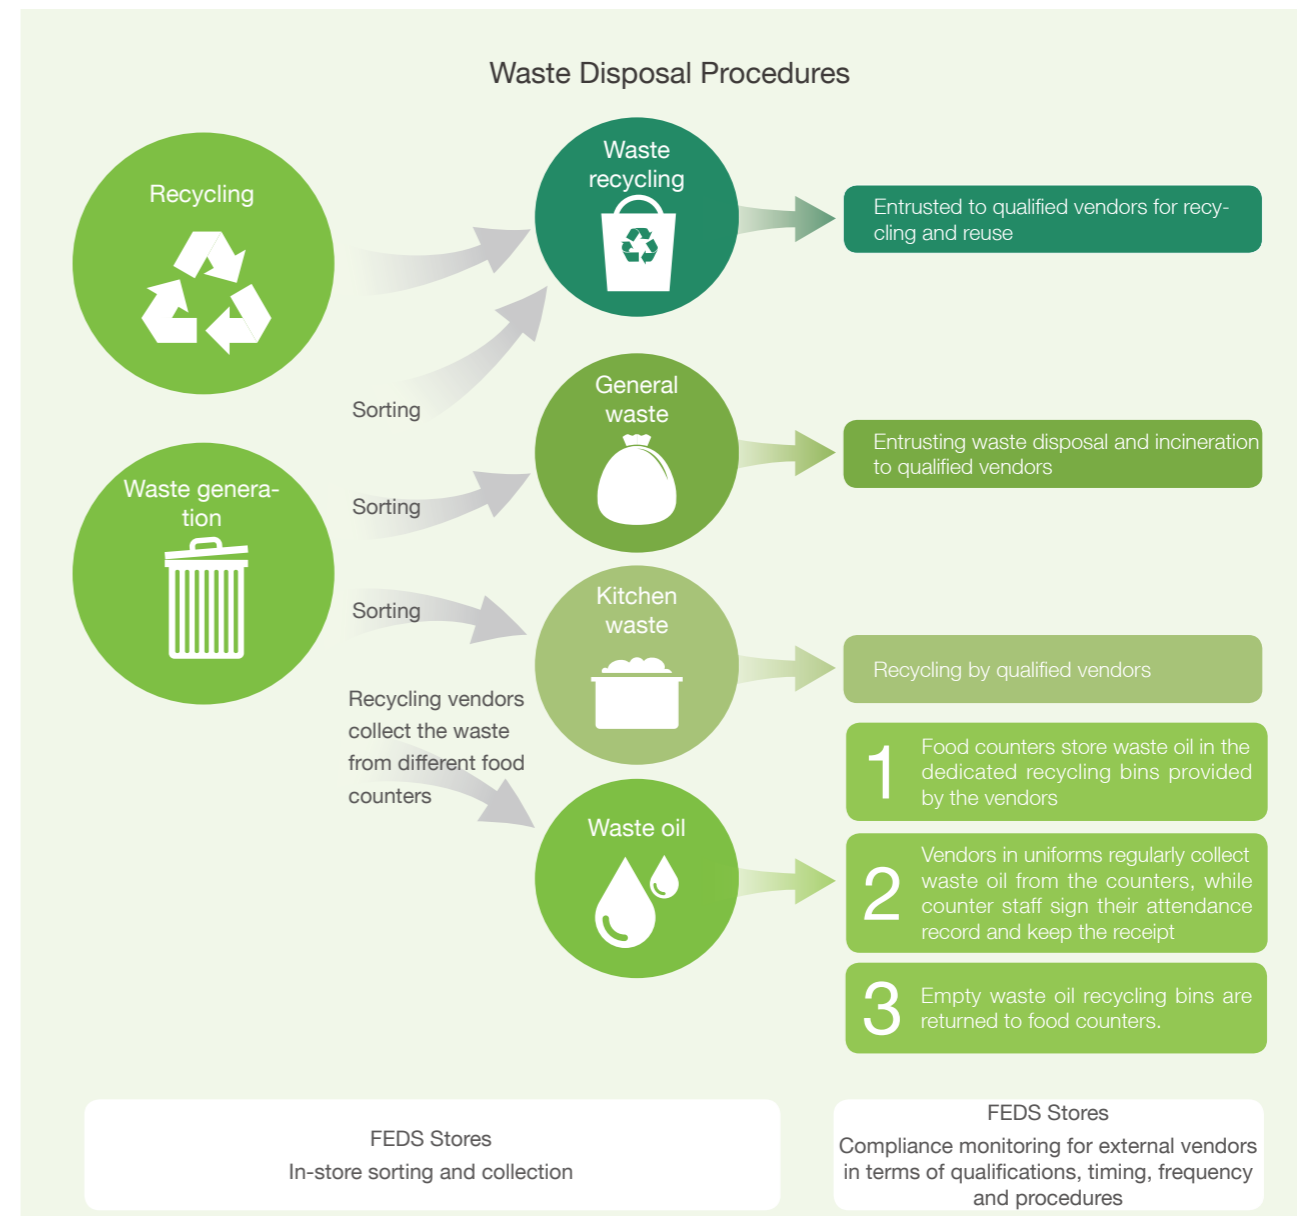 Waste Disposal Procedures
Recycling
Waste
recycling
Entrusted to qualified vendors for recy-
cling and reuse
Sorting
General
waste
Entrusting waste disposal and incineration
to qualified vendors
Waste genera-
tion
Sorting
Sorting
Kitchen
waste
Recycling by qualified vendors
Recycling vendors
collect the waste
from different food
counters
Waste oil
1
Food counters store waste oil in the
dedicated recycling bins provided
by the vendors
2
Vendors in uniforms regularly collect
waste oil from the counters, while
counter staff sign their attendance
record and keep the receipt
3
Empty waste oil recycling bins are
returned to food counters.
FEDS Stores
In-store sorting and collection
FEDS Stores
Compliance monitoring for external vendors
in terms of qualifications, timing, frequency
and procedures